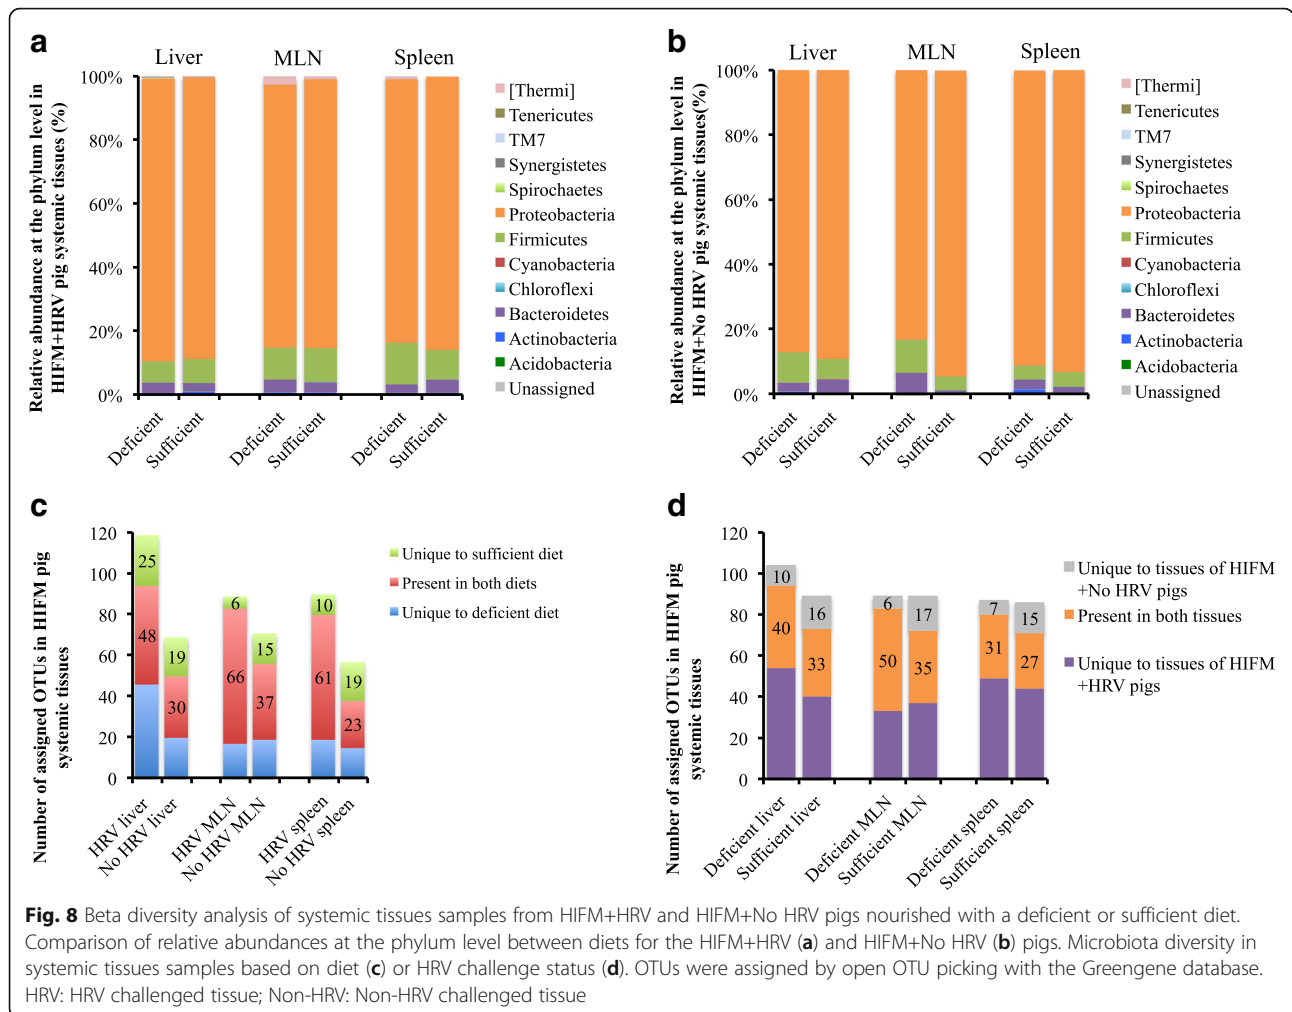 a
Liver MLN Spleen
Relative abundance at the phylum level in
HIFM+HRV pig systemic tissues (%)
100%
80%
60%
40%
20%
0%
Deficient
Sufficient
Deficient
Sufficient
Deficient
Sufficient
[Thermi]
Tenericutes
TM7
Synergistetes
Spirochaetes
Proteobacteria
Firmicutes
Cyanobacteria
Chloroflexi
Bacteroidetes
Actinobacteria
Acidobacteria
Unassigned
b
Liver MLN Spleen
Relative abundance at the phylum level in
HIFM+No HRV pig systemic tissues(%)
100%
80%
60%
40%
20%
0%
Deficient
Sufficient
Deficient
Sufficient
Deficient
Sufficient
[Thermi]
Tenericutes
TM7
Synergistetes
Spirochaetes
Proteobacteria
Firmicutes
Cyanobacteria
Chloroflexi
Bacteroidetes
Actinobacteria
Acidobacteria
Unassigned
c
Number of assigned OTUs in HIFM pig
systemic tissues
120
100
80
60
40
20
0
25
48
19
30
6
66
15
37
10
61
19
23
HRV liver
No HRV liver
HRV MLN
No HRV MLN
HRV spleen
No HRV spleen
Unique to sufficient diet
Present in both diets
Unique to deficient diet
d
Number of assigned OTUs in HIFM pig
systemic tissues
120
100
80
60
40
20
0
10
40
16
33
6
50
17
35
7
31
15
27
Deficient liver
Sufficient liver
Deficient MLN
Sufficient MLN
Deficient spleen
Sufficient spleen
Unique to tissues of HIFM
+No HRV pigs
Present in both tissues
Unique to tissues of HIFM
+HRV pigs
Fig. 8 Beta diversity analysis of systemic tissues samples from HIFM+HRV and HIFM+No HRV pigs nourished with a deficient or sufficient diet.
Comparison of relative abundances at the phylum level between diets for the HIFM+HRV (a) and HIFM+No HRV (b) pigs. Microbiota diversity in
systemic tissues samples based on diet (c) or HRV challenge status (d). OTUs were assigned by open OTU picking with the Greengene database.
HRV: HRV challenged tissue; Non-HRV: Non-HRV challenged tissue